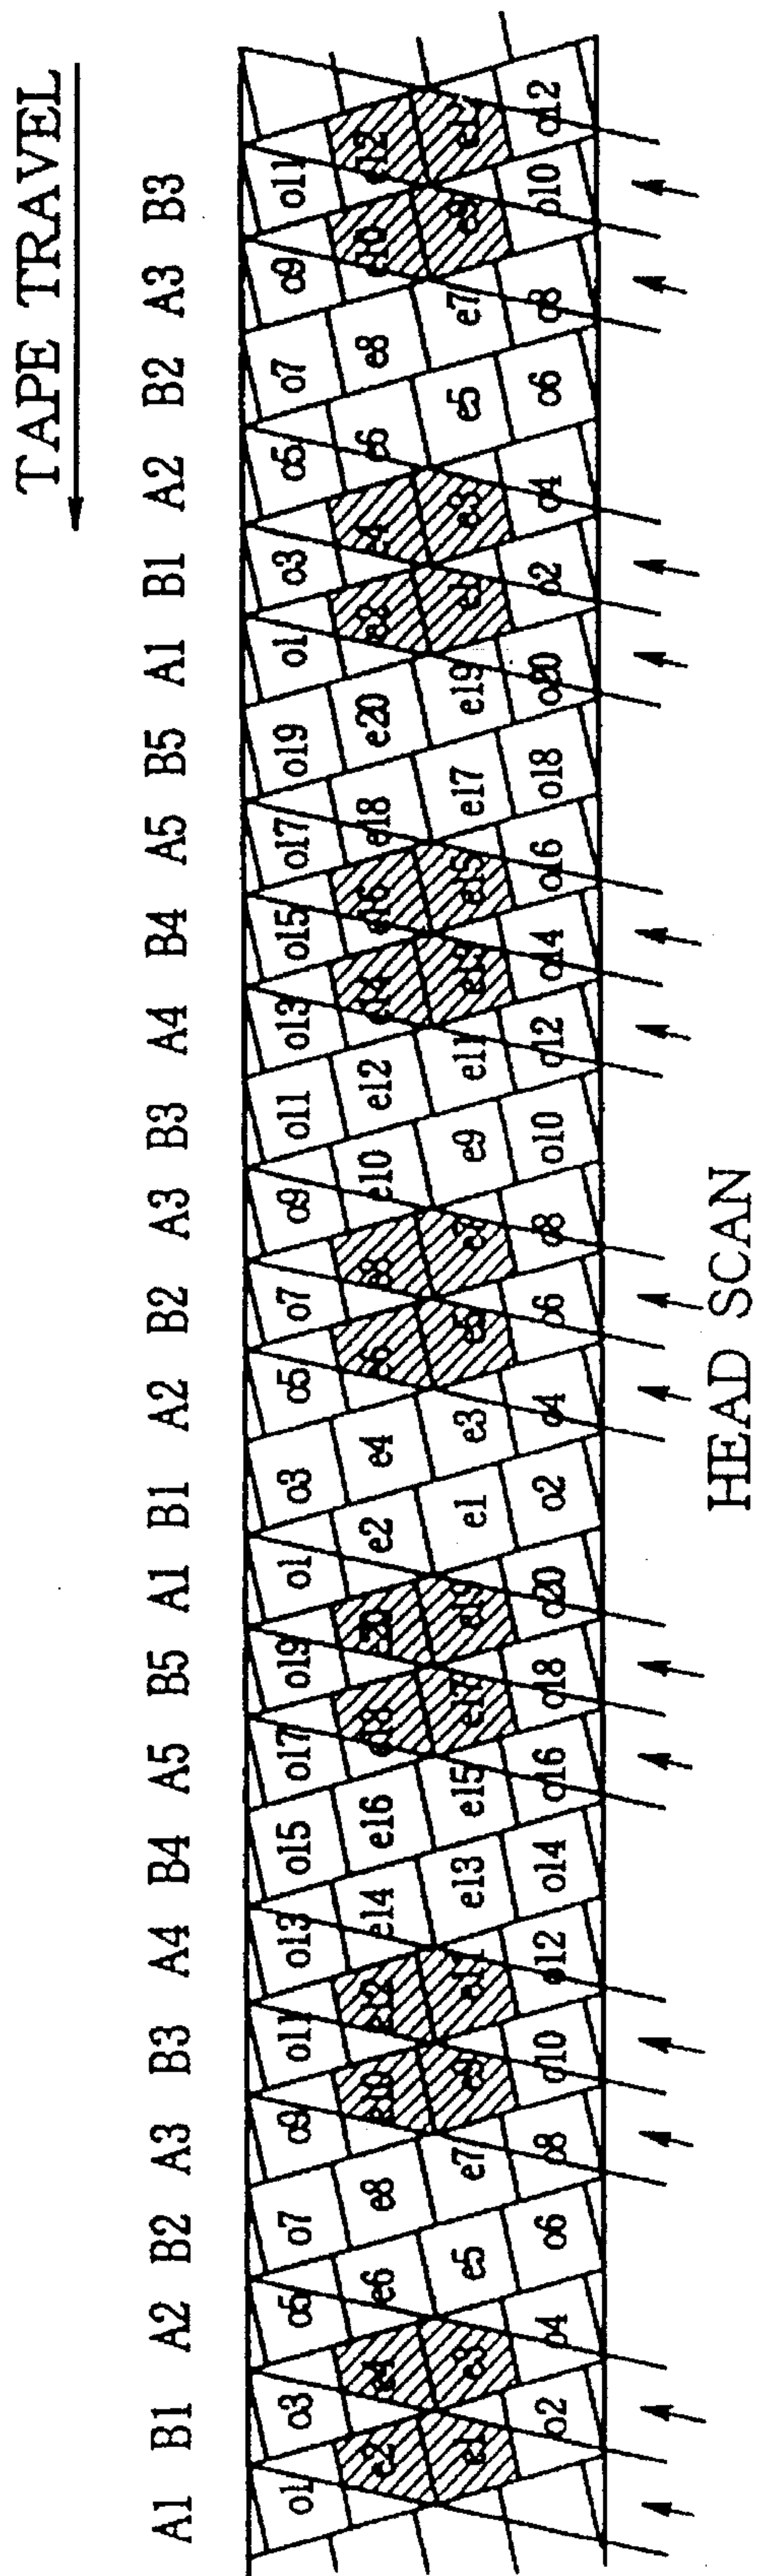 TAPE TRAVEL
A1 B1 A2 B2 A3 B3 A4 B4 A5 B5 A1 B1 A2 B2 A3 B3 A4 B4 A5 B5 A1 B1 A2 B2 A3 B3
o1 o3 o5 o7 o9 o11 o13 o15 o17 o19 o1 o3 o5 o7 o9 o11 o13 o15 o17 o19 o1 o3 o5 o7 o9 o11
e2 e4 e6 e8 e10 e12 e14 e16 e18 e20 e2 e4 e6 e8 e10 e12 e14 e16 e18 e20 e2 e4 e6 e8 e10 e12
e1 e3 e5 e7 e9 e11 e13 e15 e17 e19 e1 e3 e5 e7 e9 e11 e13 e15 e17 e19 e1 e3 e5 e7 e9 e11
o2 o4 o6 o8 o10 o12 o14 o16 o18 o20 o2 o4 o6 o8 o10 o12 o14 o16 o18 o20 o2 o4 o6 o8 o10 o12
HEAD SCAN